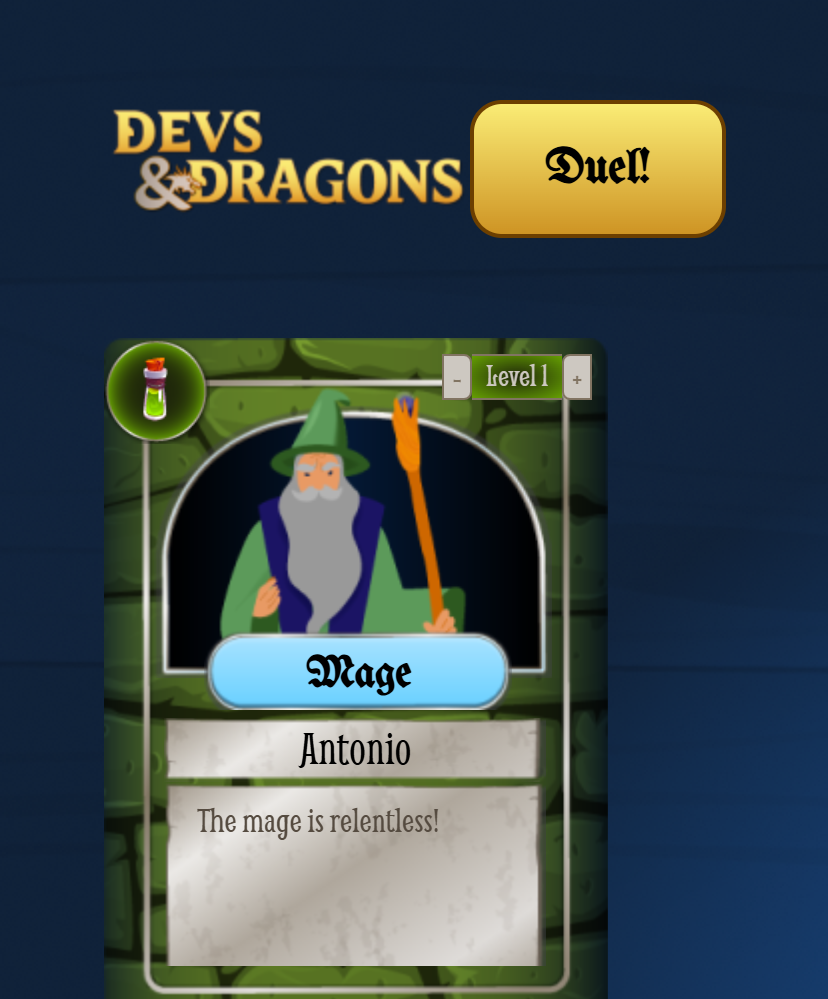 DEVS
&DRAGONS
Duel!
- Level 1 +
Mage
Antonio
The mage is relentless!